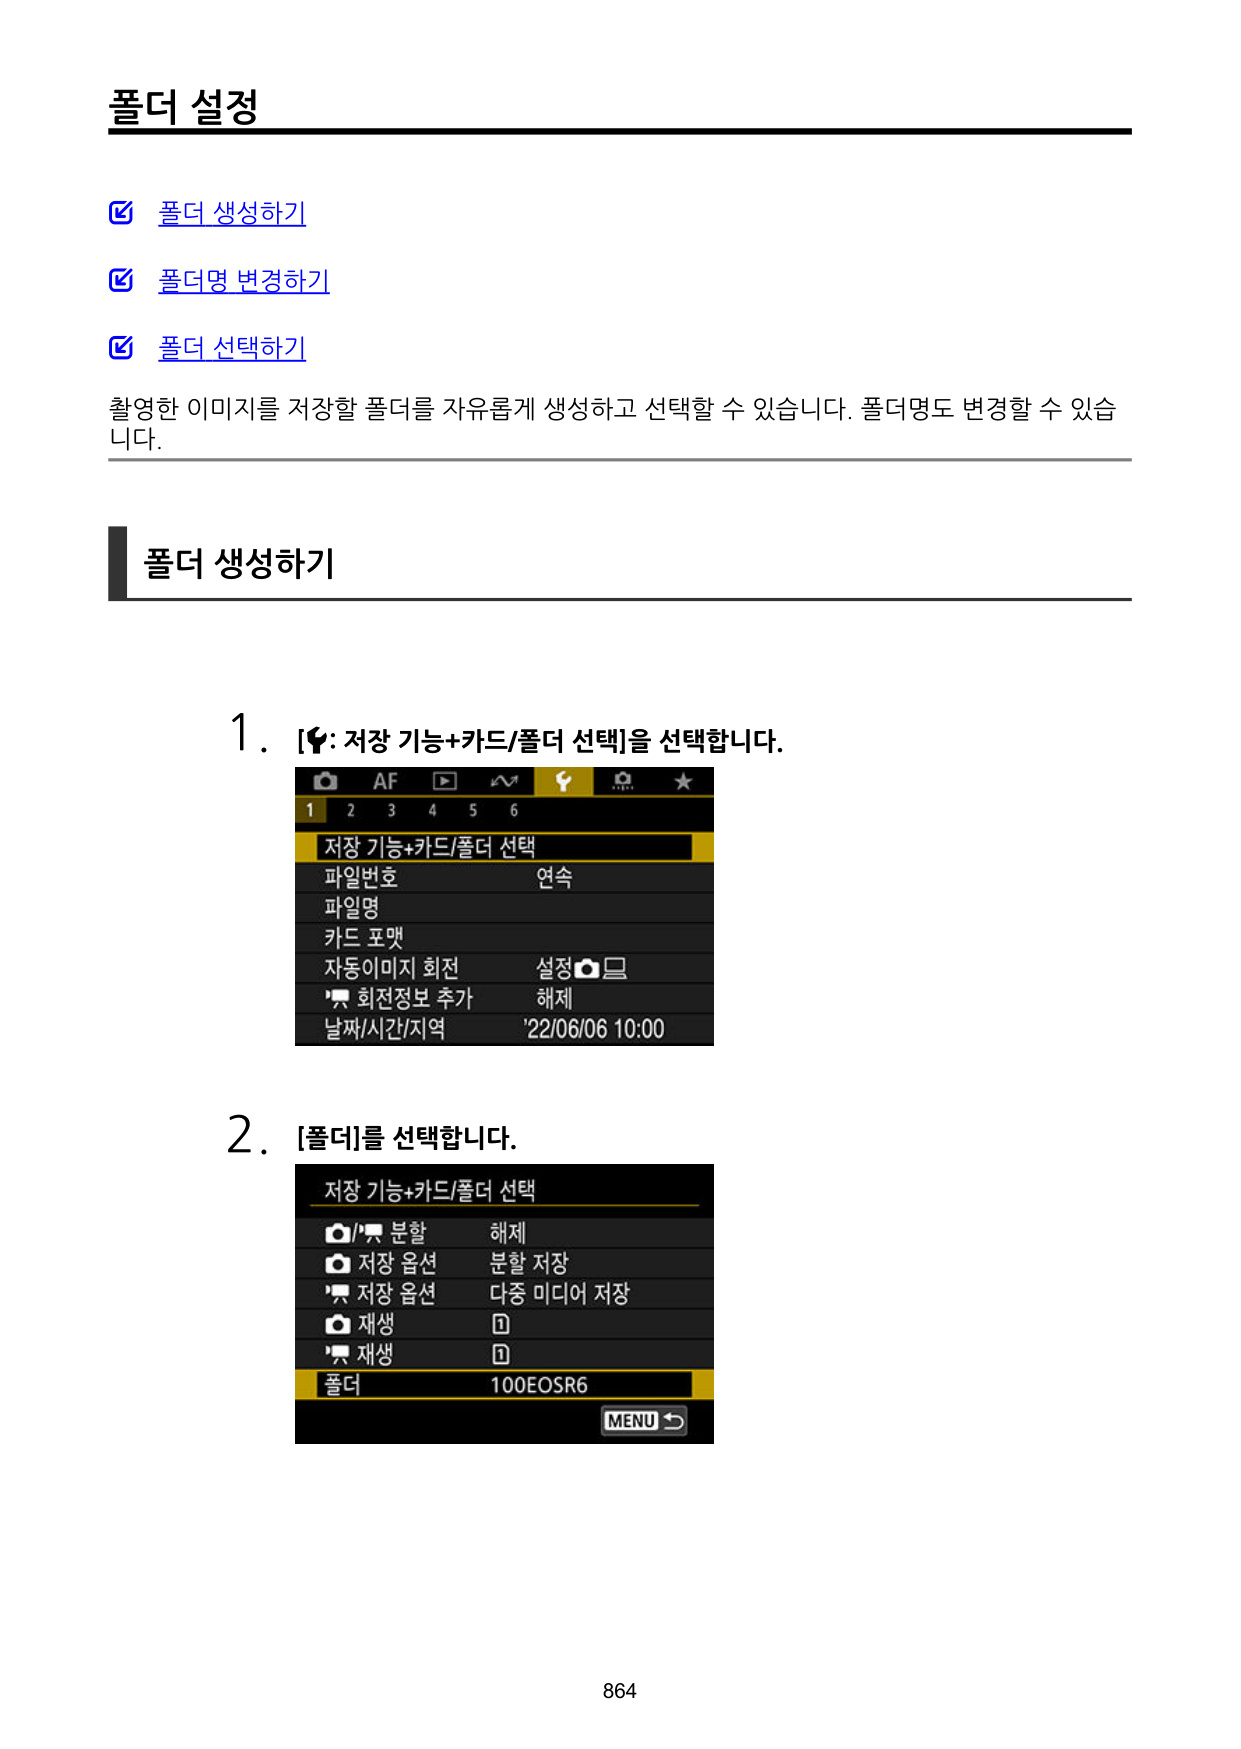 폴더 설정
폴더 생성하기
폴더명 변경하기
폴더 선택하기
촬영한 이미지를 저장할 폴더를 자유롭게 생성하고 선택할 수 있습니다. 폴더명도 변경할 수 있습
니다.
폴더 생성하기
1. [: 저장 기능+카드/폴더 선택]을 선택합니다.
AF
1 2 3 4 5 6
저장 기능+카드/폴더 선택
파일번호 연속
파일명
카드 포맷
자동이미지 회전 설정
회전정보 추가 해제
날짜/시간/지역 '22/06/06 10:00
2. [폴더]를 선택합니다.
저장 기능+카드/폴더 선택
/ 분할 해제
저장 옵션 분할 저장
저장 옵션 다중 미디어 저장
재생 1
재생 1
폴더 100EOSR6
MENU
864